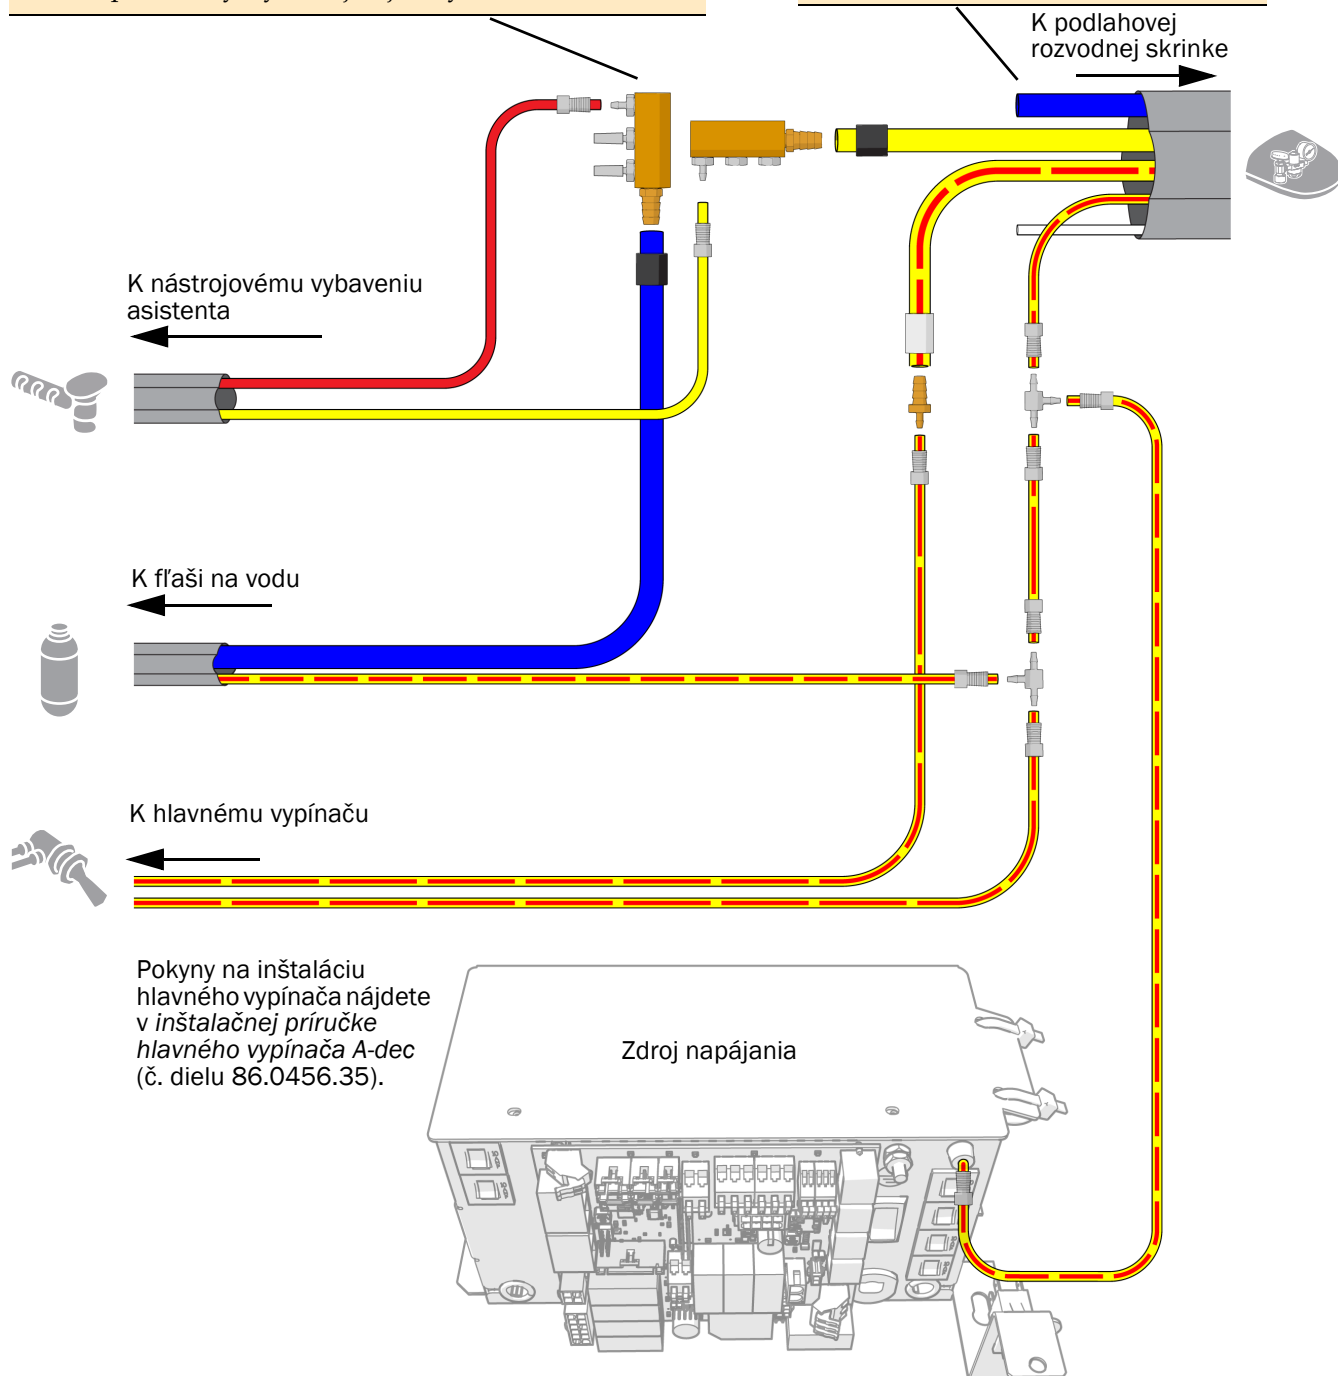 K podlahovej
rozvodnej skrinke
K nástrojovému vybaveniu
asistenta
K fľaši na vodu
K hlavnému vypínaču
Pokyny na inštaláciu
hlavného vypínača nájdete
v inštalačnej príručke
hlavného vypínača A-dec
(č. dielu 86.0456.35).
Zdroj napájania